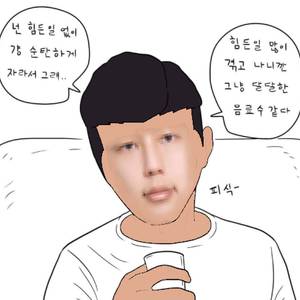 넌 힘든일 없이
걍 순탄하게
자라서 그래..
힘든일 많이
겪고 나니깐
그냥 달달한
음료수 같다
피식-